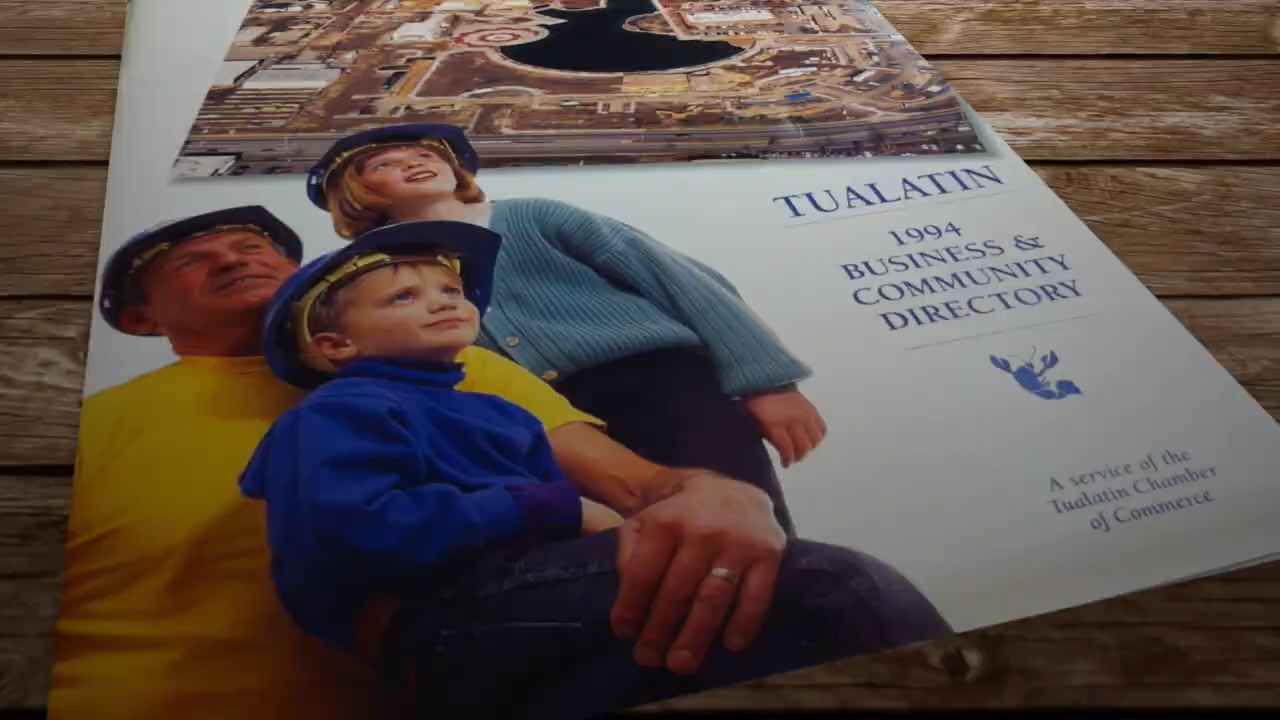 TUALATIN
1994
BUSINESS &
COMMUNITY
DIRECTORY
A service of the
Tualatin Chamber
of Commerce